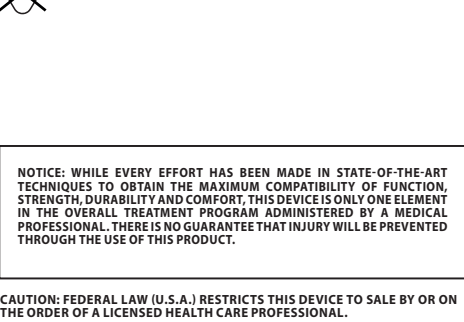 NOTICE: WHILE EVERY EFFORT HAS BEEN MADE IN STATE-OF-THE-ART
TECHNIQUES TO OBTAIN THE MAXIMUM COMPATIBILITY OF FUNCTION,
STRENGTH, DURABILITY AND COMFORT, THIS DEVICE IS ONLY ONE ELEMENT
IN THE OVERALL TREATMENT PROGRAM ADMINISTERED BY A MEDICAL
PROFESSIONAL. THERE IS NO GUARANTEE THAT INJURY WILL BE PREVENTED
THROUGH THE USE OF THIS PRODUCT.
CAUTION: FEDERAL LAW (U.S.A.) RESTRICTS THIS DEVICE TO SALE BY OR ON
THE ORDER OF A LICENSED HEALTH CARE PROFESSIONAL.